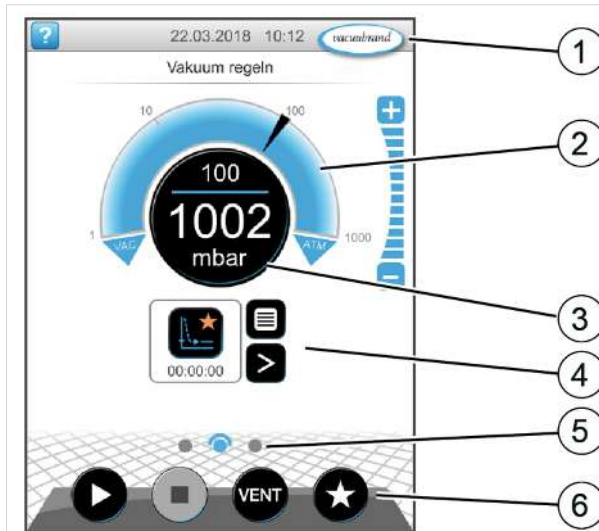 ? 22.03.2018 10:12 vacuubrand
Vakuum regeln
1 10 100 1000
VAC ATM
+
100
1002
mbar
-
00:00:00
>
VENT
1
2
3
4
5
6